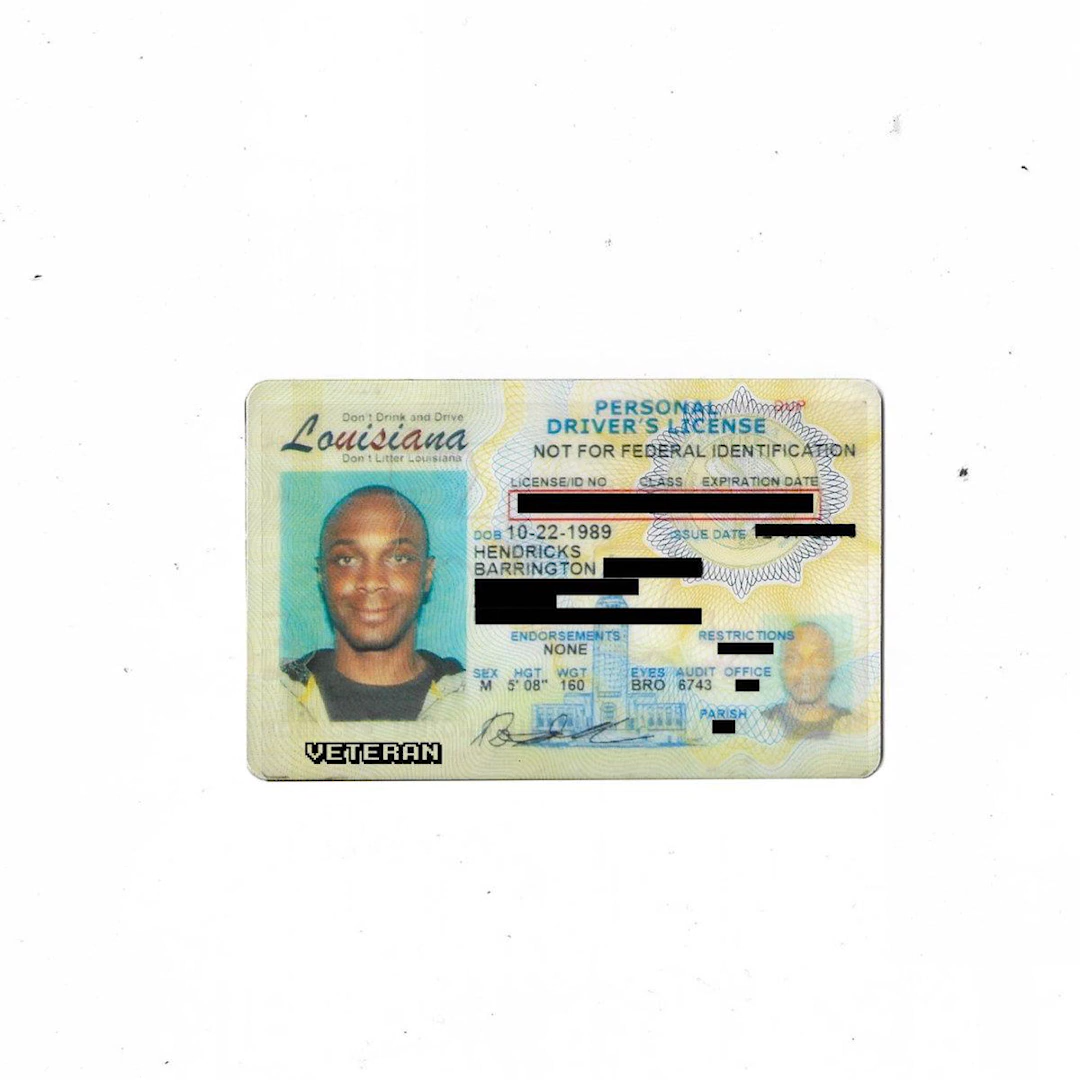 Don't Drink and Drive
Louisiana
Don't Litter Louisiana
PERSONAL
DRIVER'S LICENSE
DUP
NOT FOR FEDERAL IDENTIFICATION
LICENSE/ID NO CLASS EXPIRATION DATE
DOB 10-22-1989 ISSUE DATE
HENDRICKS
BARRINGTON
ENDORSEMENTS RESTRICTIONS
NONE
SEX HGT WGT EYES AUDIT OFFICE
M 5'08" 160 BRO 6743
PARISH
VETERAN